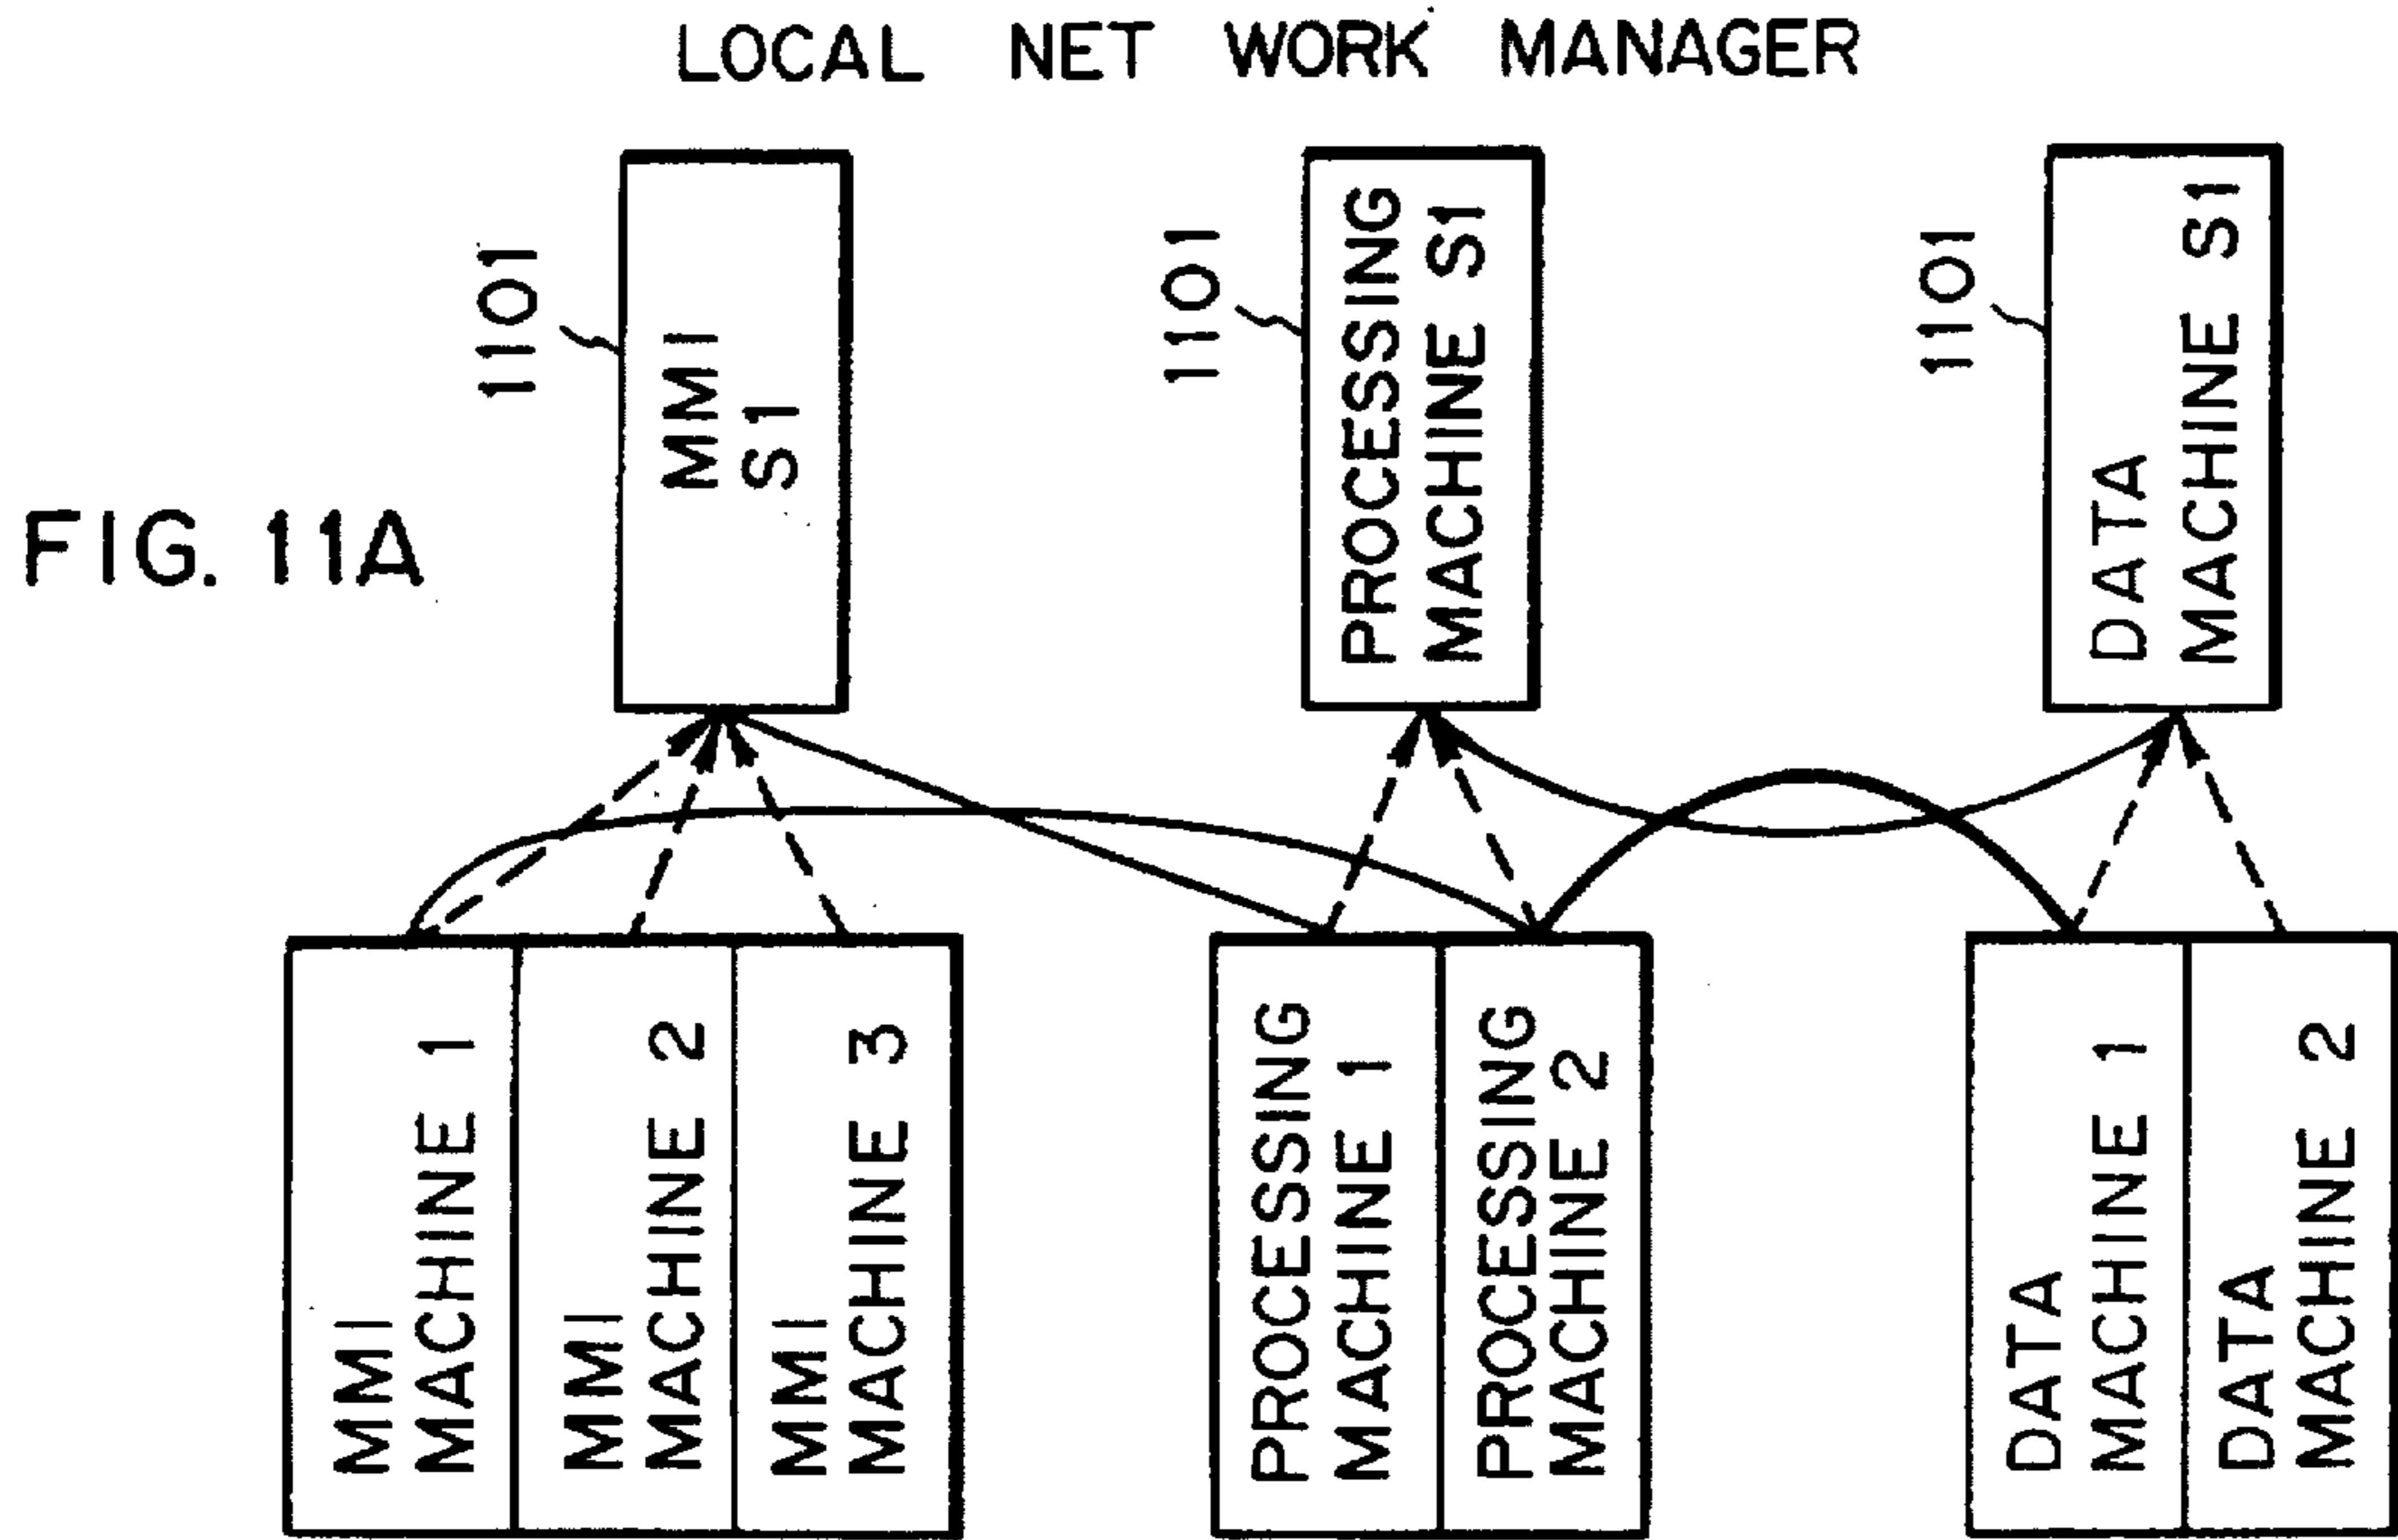 LOCAL NET WORK MANAGER
FIG. 11A
1101
MMI
S1
1101
PROCESSING
MACHINE S1
1101
DATA
MACHINE S1
MMI
MACHINE 1
MMI
MACHINE 2
MMI
MACHINE 3
PROCESSING
MACHINE 1
PROCESSING
MACHINE 2
DATA
MACHINE 1
DATA
MACHINE 2